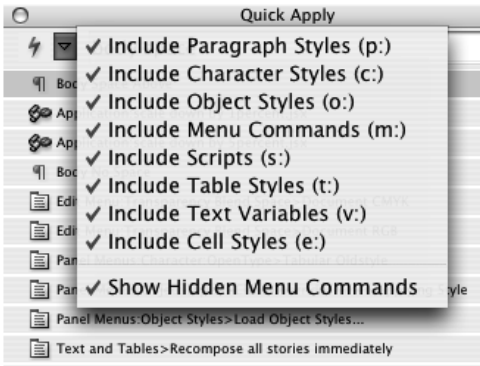 Quick Apply
✓ Include Paragraph Styles (p:)
✓ Include Character Styles (c:)
✓ Include Object Styles (o:)
✓ Include Menu Commands (m:)
✓ Include Scripts (s:)
✓ Include Table Styles (t:)
✓ Include Text Variables (v:)
✓ Include Cell Styles (e:)
✓ Show Hidden Menu Commands
Panel Menus:Object Styles>Load Object Styles...
Text and Tables>Recompose all stories immediately